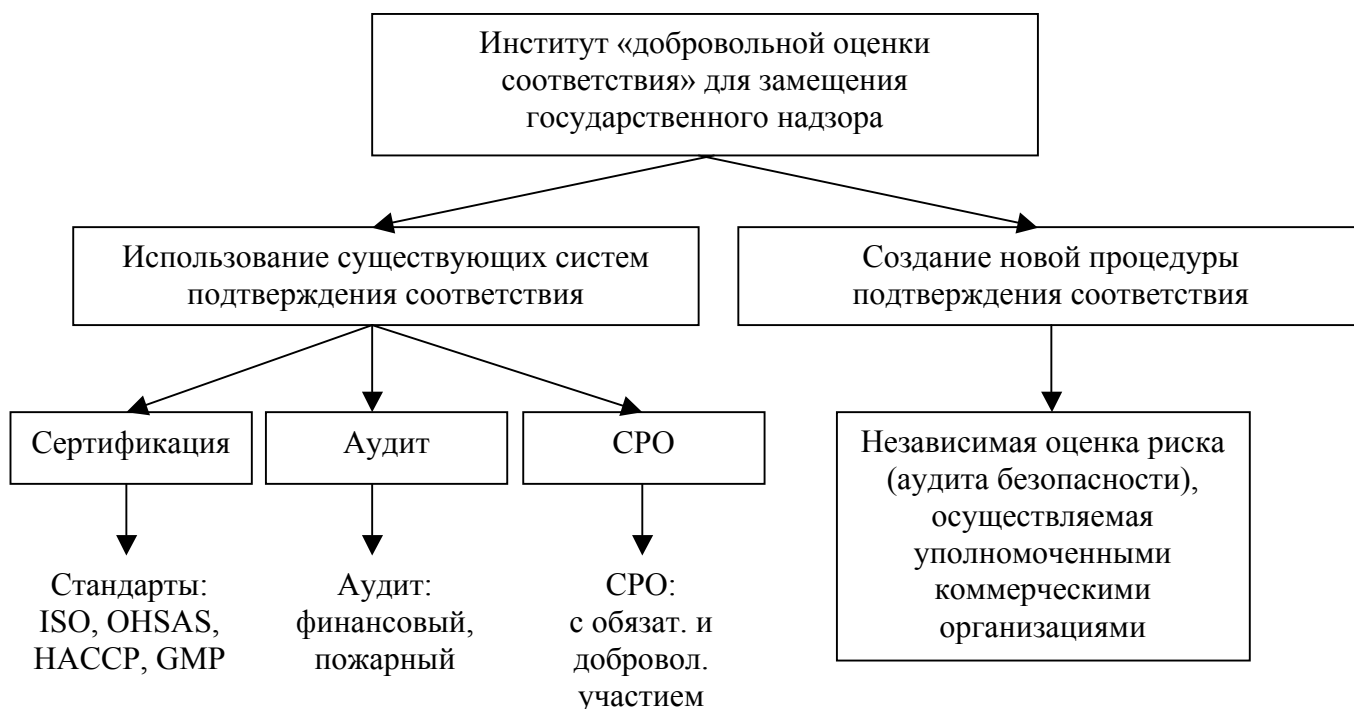 Институт «добровольной оценки
соответствия» для замещения
государственного надзора
Использование существующих систем
подтверждения соответствия
Создание новой процедуры
подтверждения соответствия
Сертификация
Аудит
СРО
Независимая оценка риска
(аудита безопасности),
осуществляемая
уполномоченными
коммерческими
организациями
Стандарты:
ISO, OHSAS,
HACCP, GMP
Аудит:
финансовый,
пожарный
СРО:
с обязат. и
добровол.
участием